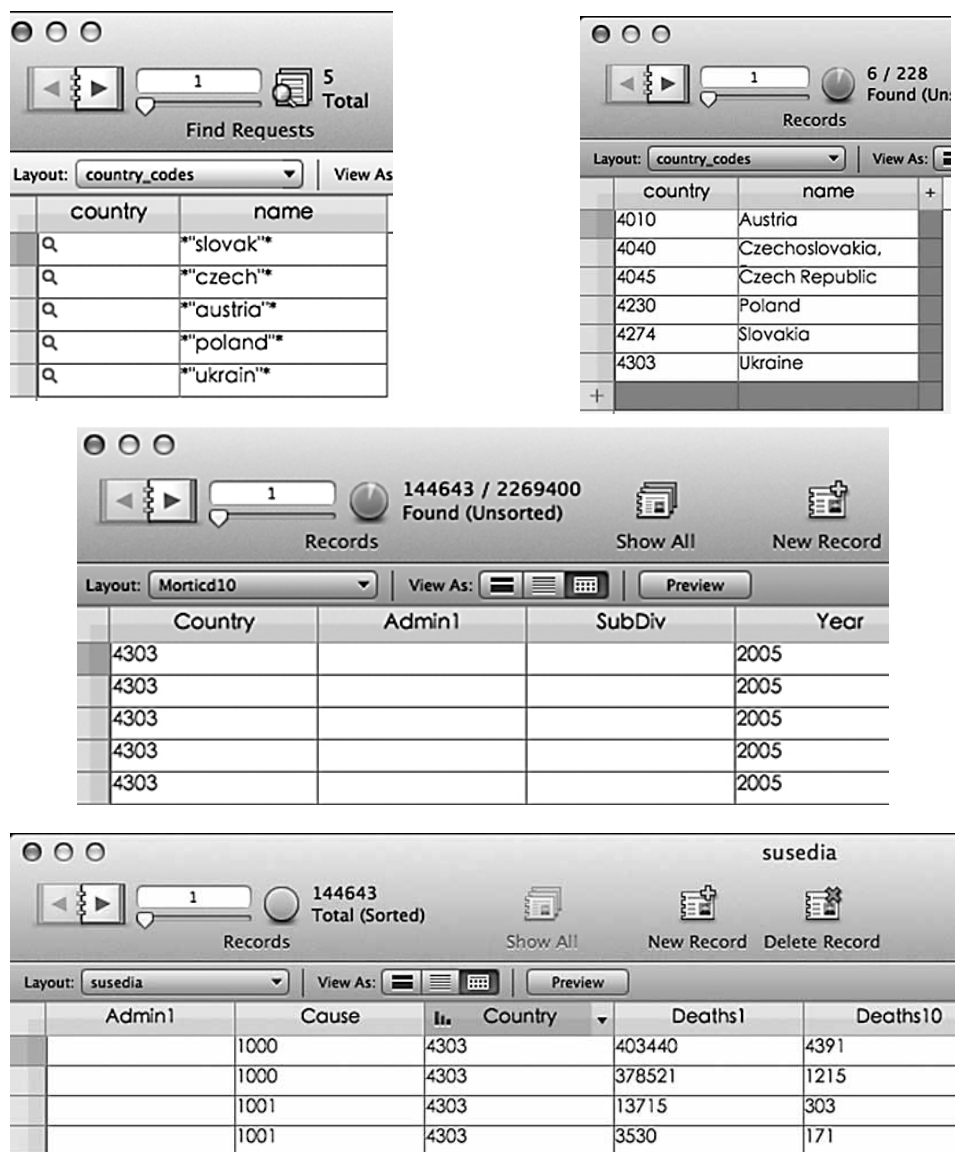 1
5
Total
Find Requests
Layout: country_codes View As
country name
*"slovak"*
*"czech"*
*"austria"*
*"poland"*
*"ukrain"*
1
6 / 228
Found (Uns
Records
Layout: country_codes View As:
country name +
4010 Austria
4040 Czechoslovakia,
4045 Czech Republic
4230 Poland
4274 Slovakia
4303 Ukraine
+
1
144643 / 2269400
Found (Unsorted)
Records Show All New Record
Layout: Morticd10 View As: Preview
Country Admin1 SubDiv Year
4303 2005
4303 2005
4303 2005
4303 2005
4303 2005
susedia
1
144643
Total (Sorted)
Records Show All New Record Delete Record
Layout: susedia View As: Preview
Admin1 Cause Country Deaths1 Deaths10
1000 4303 403440 4391
1000 4303 378521 1215
1001 4303 13715 303
1001 4303 3530 171